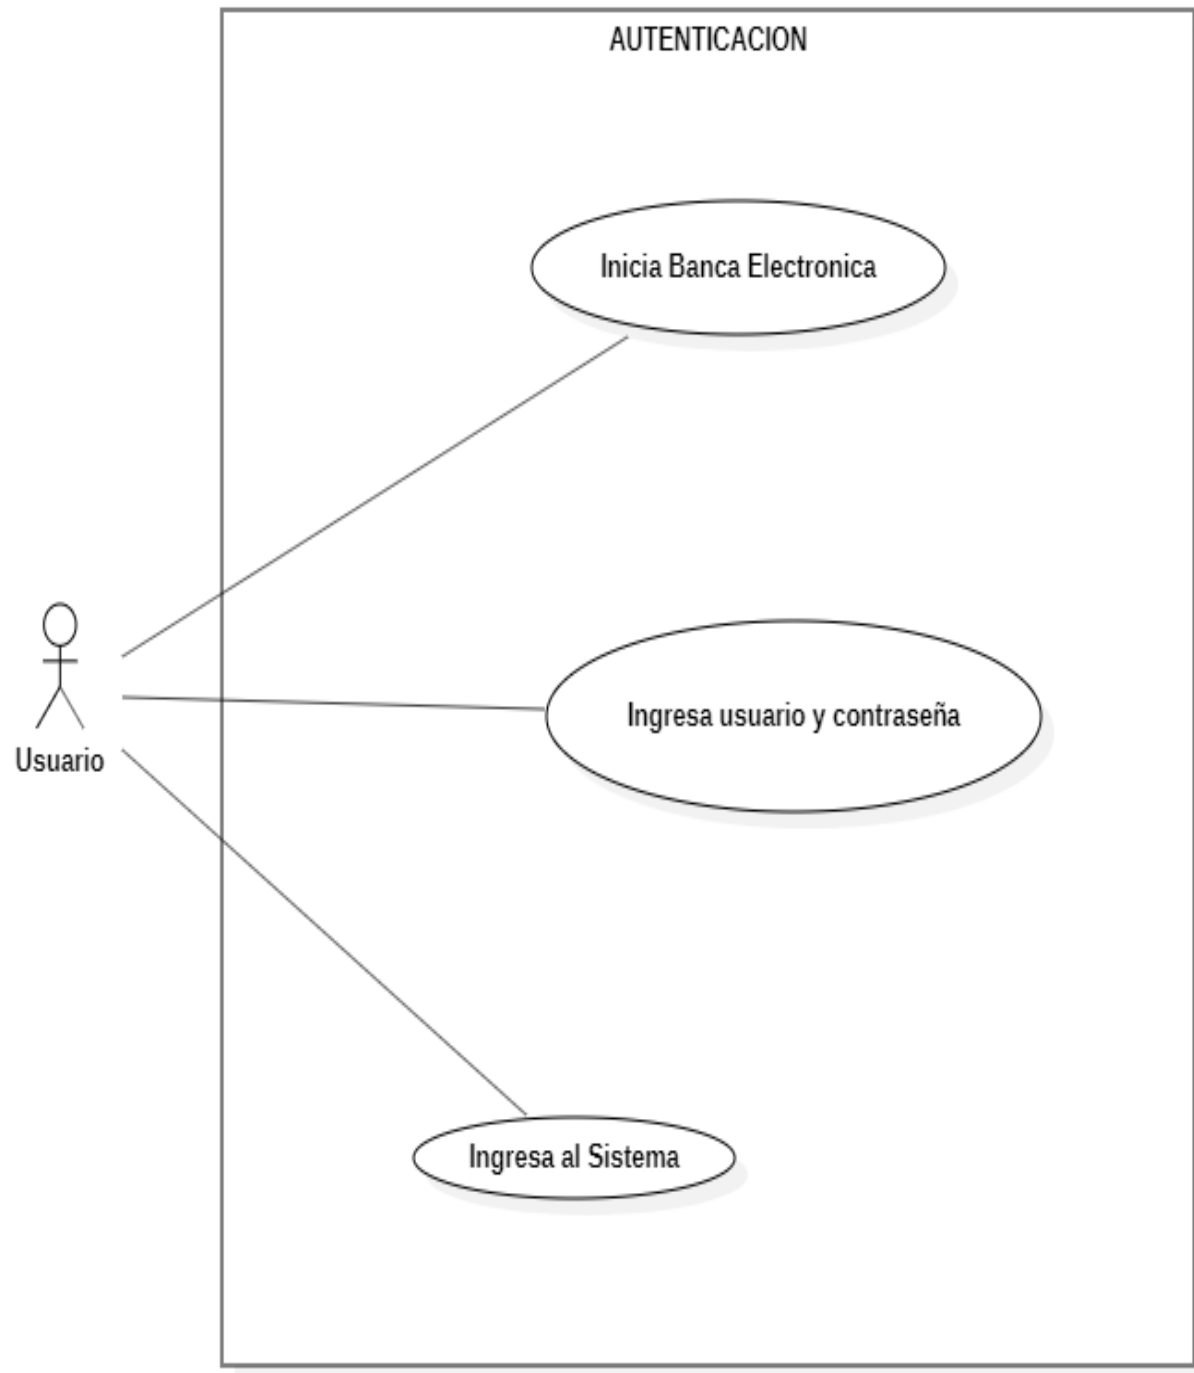 AUTENTICACION
Inicia Banca Electronica
Ingresa usuario y contraseña
Usuario
Ingresa al Sistema